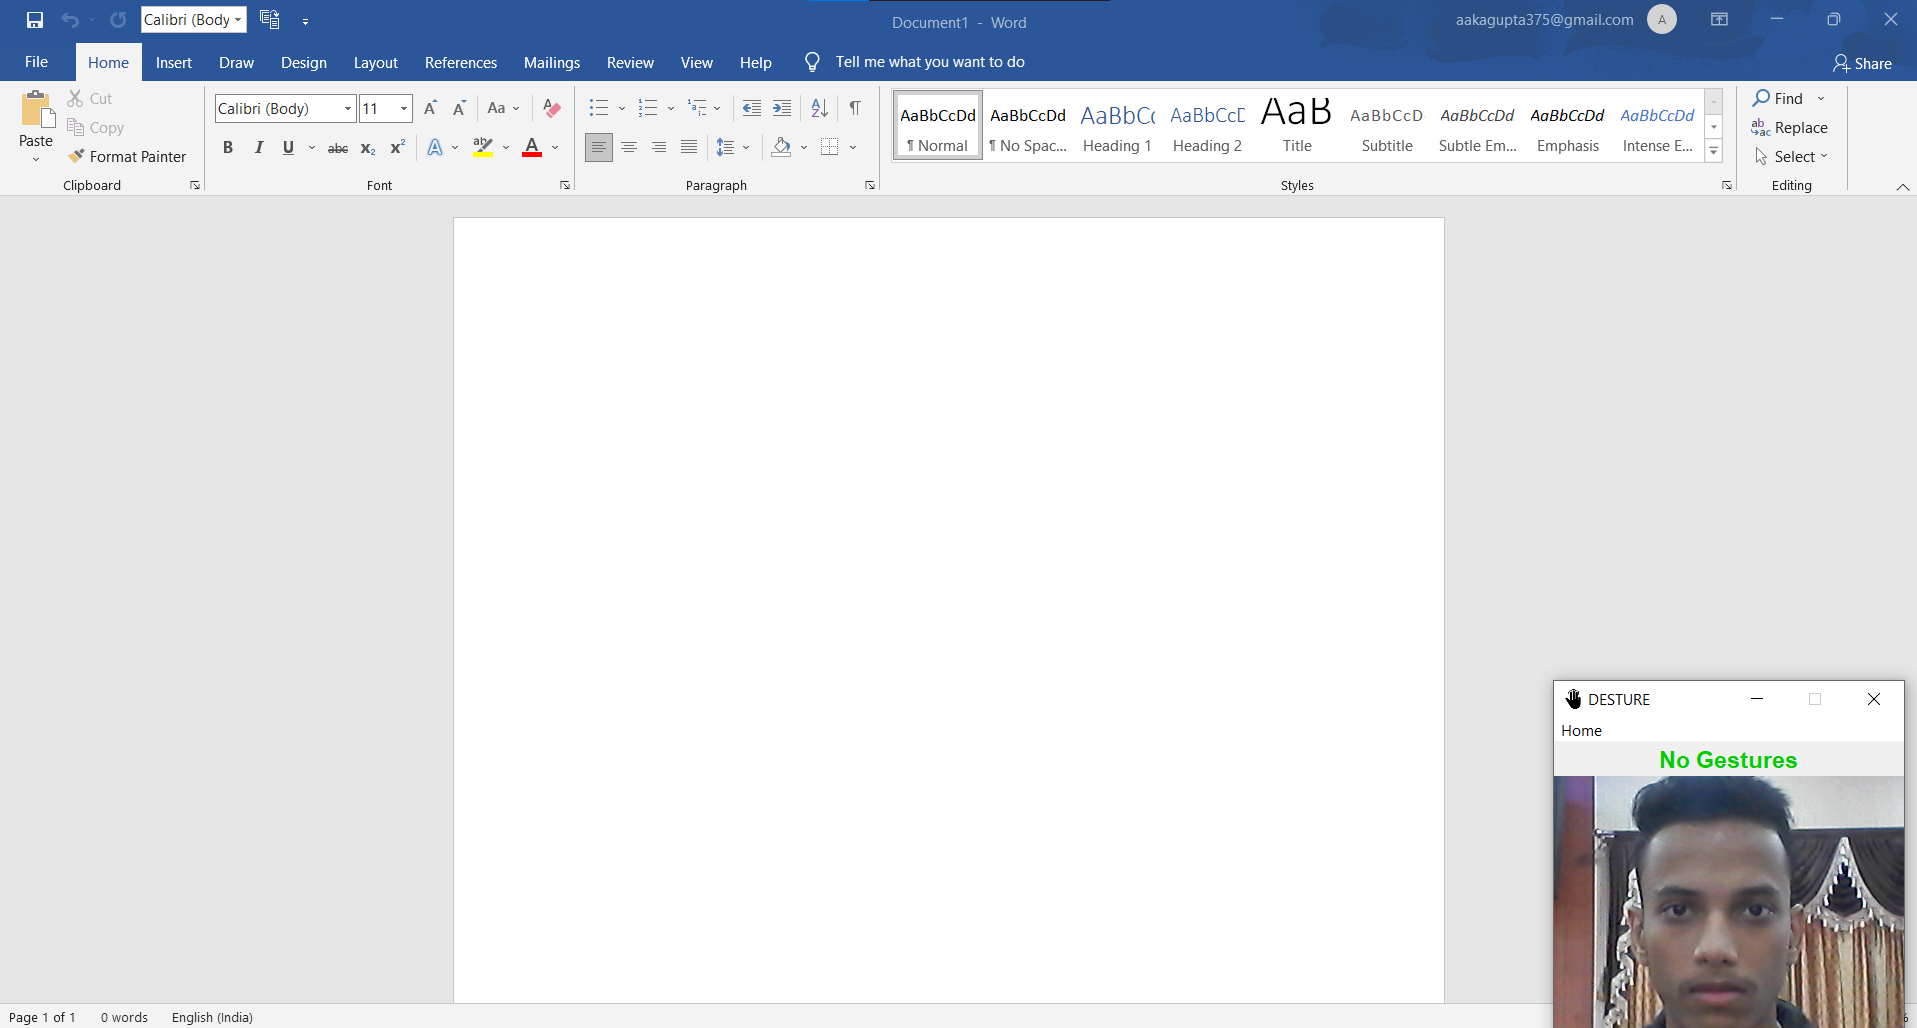 Calibri (Body
Document1 - Word
aakagupta375@gmail.com
A
File
Home
Insert
Draw
Design
Layout
References
Mailings
Review
View
Help
Tell me what you want to do
Share
Paste
Cut
Copy
Format Painter
Clipboard
Calibri (Body)
11
A
A
Aa
B I U abc x2 x2 A ab A
Font
Paragraph
AaBbCcDd
¶ Normal
AaBbCcDd
¶ No Spac...
AaBbCc
Heading 1
AaBbCcC
Heading 2
AaB
Title
AaBbCcD
Subtitle
AaBbCcDd
Subtle Em...
AaBbCcDd
Emphasis
AaBbCcDd
Intense E...
Styles
Find
Replace
Select
Editing
DESTURE
Home
No Gestures
Page 1 of 1
0 words
English (India)